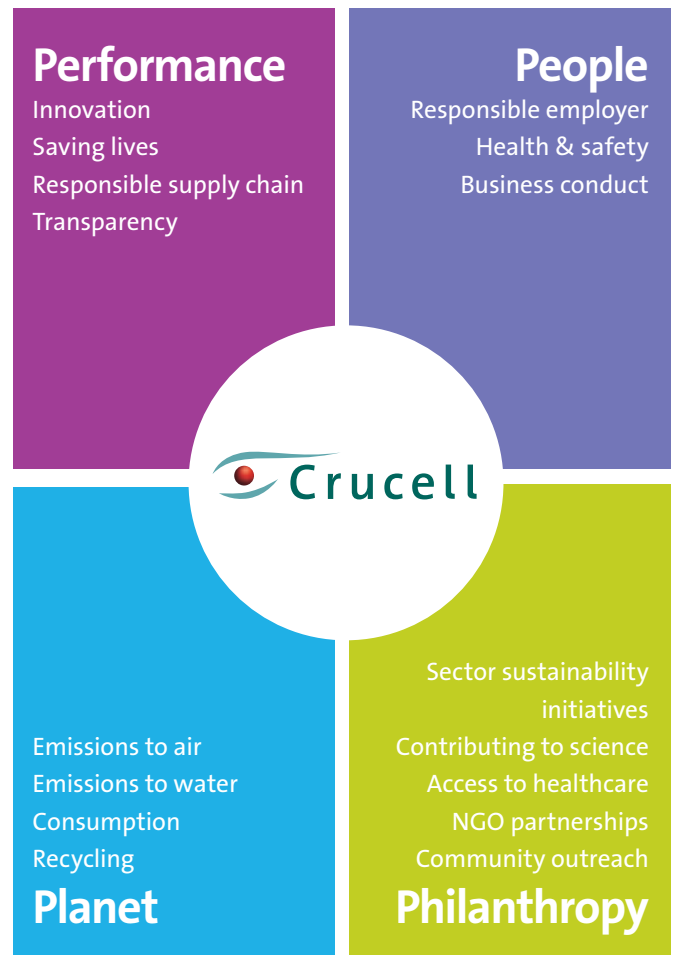 Performance
Innovation
Saving lives
Responsible supply chain
Transparency
People
Responsible employer
Health & safety
Business conduct
Crucell
Emissions to air
Emissions to water
Consumption
Recycling
Planet
Sector sustainability
initiatives
Contributing to science
Access to healthcare
NGO partnerships
Community outreach
Philanthropy